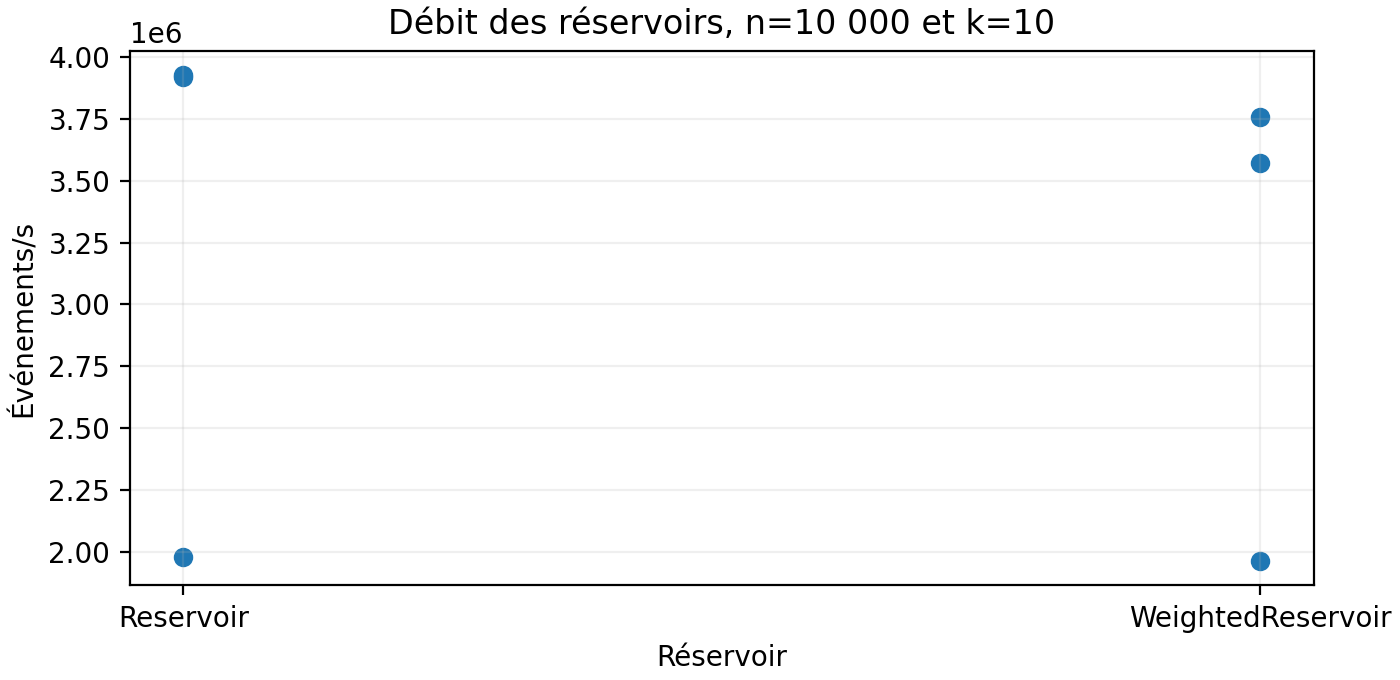 Débit des réservoirs, n=10 000 et k=10
1e6
4.00
3.75
3.50
3.25
3.00
2.75
2.50
2.25
2.00
Événements/s
Reservoir
WeightedReservoir
Réservoir